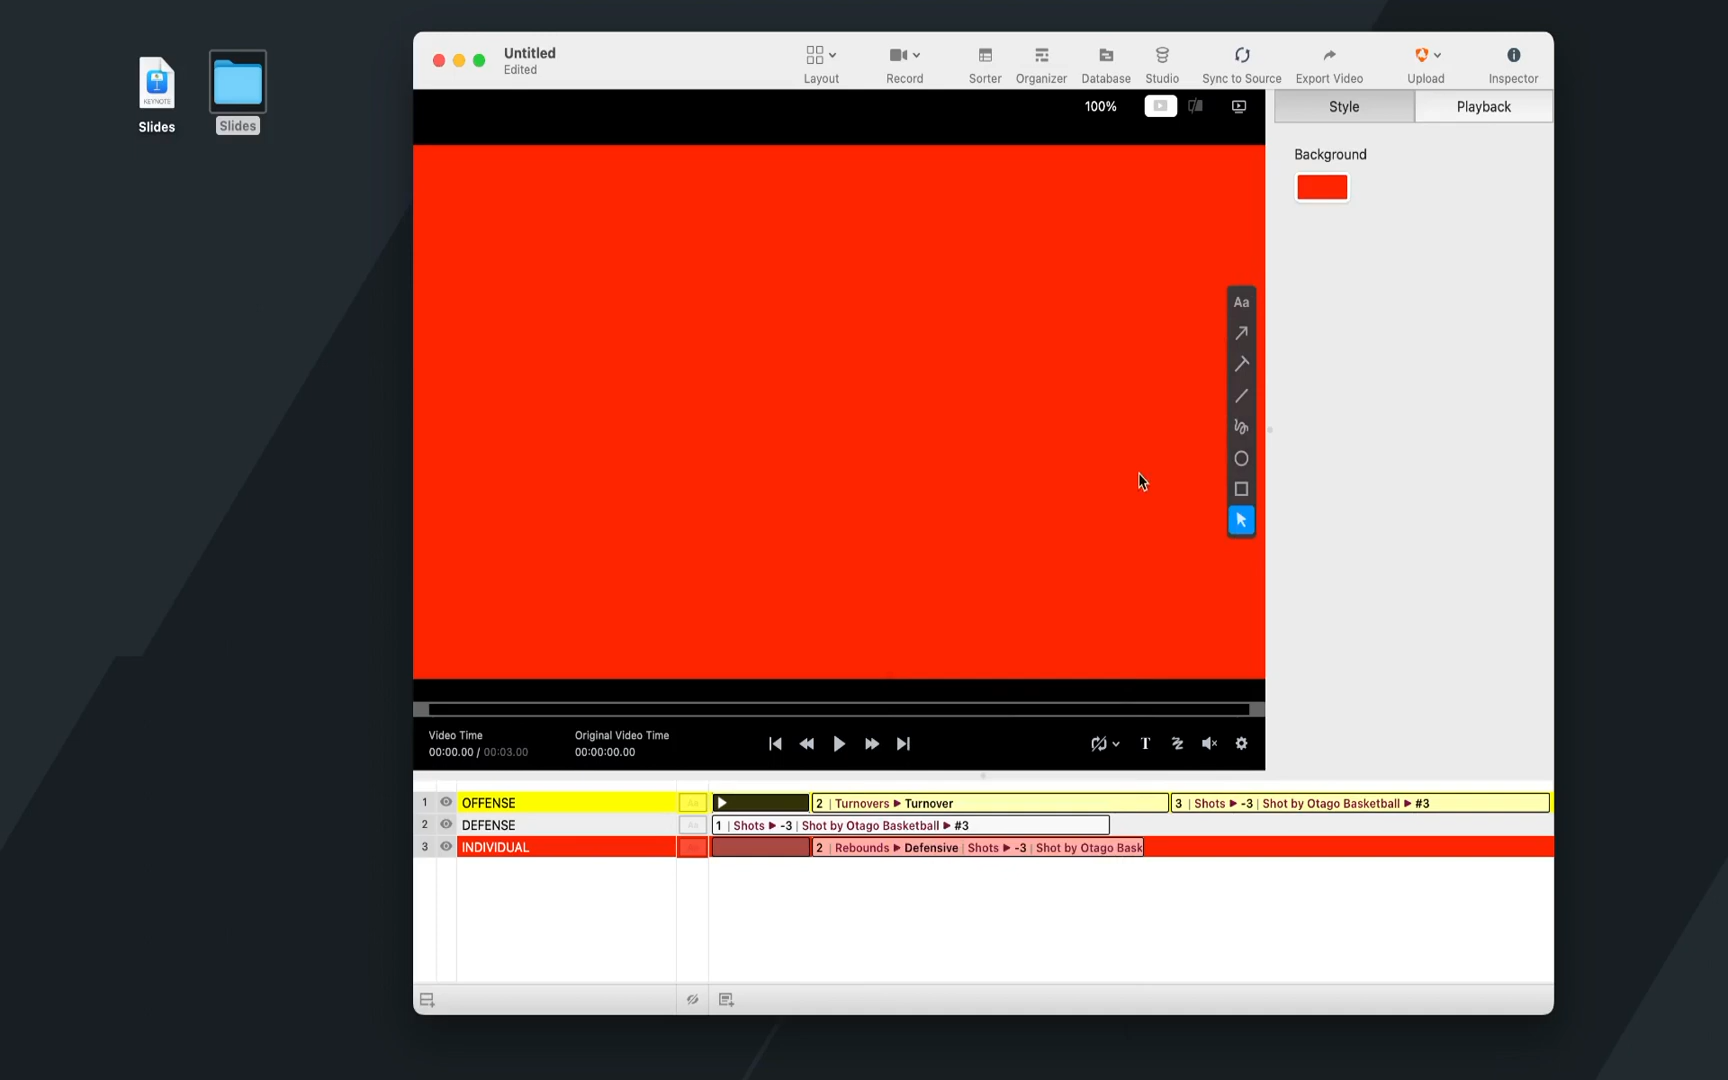 KEYNOTE
Slides
Slides
Untitled
Edited
Layout
Record
Sorter
Organizer
Database
Studio
Sync to Source
Export Video
Upload
Inspector
100%
Style
Playback
Background
Aa
Video Time
00:00.00 / 00:03.00
Original Video Time
00:00:00.00
T
1 OFFENSE Aa 2 | Turnovers ▶ Turnover 3 | Shots ▶ -3 | Shot by Otago Basketball ▶ #3
2 DEFENSE Aa 1 | Shots ▶ -3 | Shot by Otago Basketball ▶ #3
3 INDIVIDUAL 2 | Rebounds ▶ Defensive | Shots ▶ -3 | Shot by Otago Bask